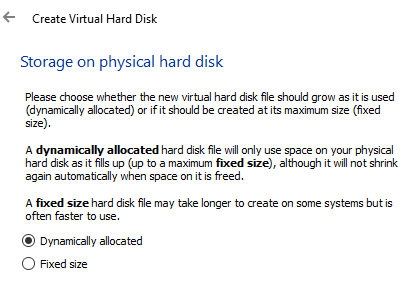 Create Virtual Hard Disk
Storage on physical hard disk
Please choose whether the new virtual hard disk file should grow as it is used
(dynamically allocated) or if it should be created at its maximum size (fixed
size).
A dynamically allocated hard disk file will only use space on your physical
hard disk as it fills up (up to a maximum fixed size), although it will not shrink
again automatically when space on it is freed.
A fixed size hard disk file may take longer to create on some systems but is
often faster to use.
Dynamically allocated
Fixed size